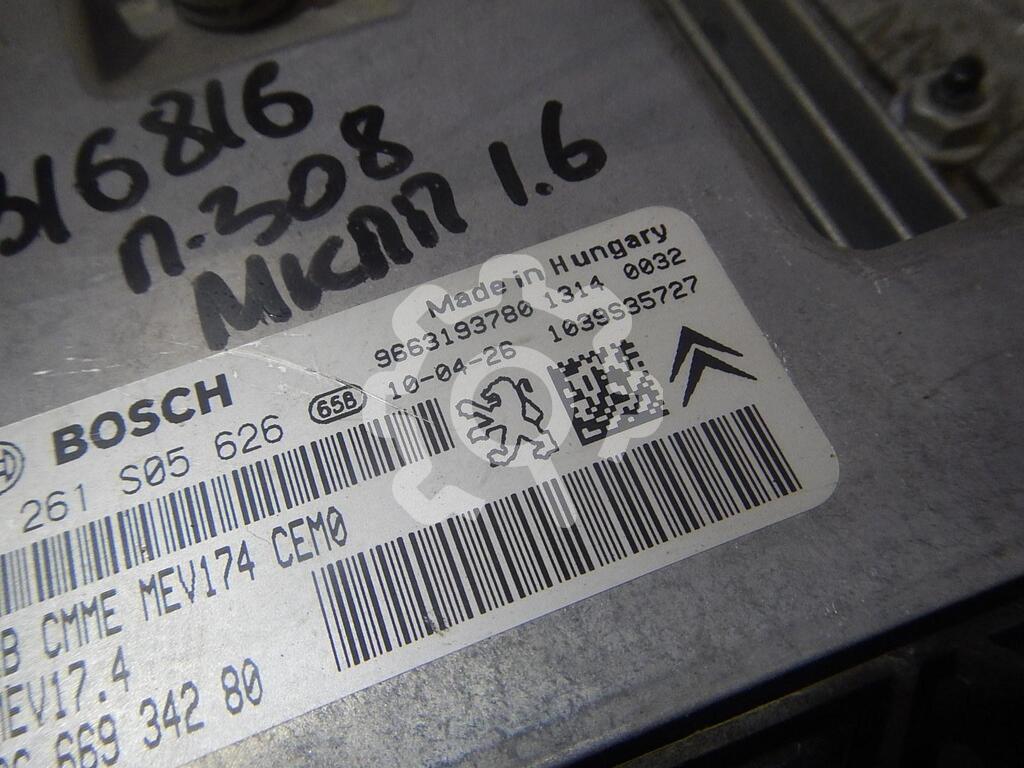 316816
п.308
МКПП 1.6
Made in Hungary
9663193780 1314 0032
10-04-26 1039S35727
BOSCH
658
261 S05 626
B CMME MEV174 CEM0
MEV17.4
669 342 80